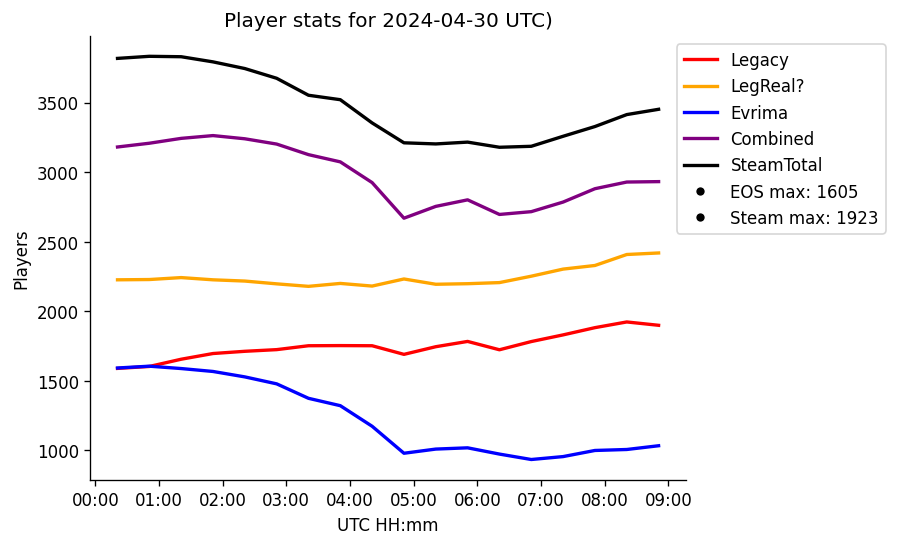 Player stats for 2024-04-30 UTC)
Legacy
LegReal?
Evrima
Combined
SteamTotal
EOS max: 1605
Steam max: 1923
Players
3500
3000
2500
2000
1500
1000
00:00 01:00 02:00 03:00 04:00 05:00 06:00 07:00 08:00 09:00
UTC HH:mm